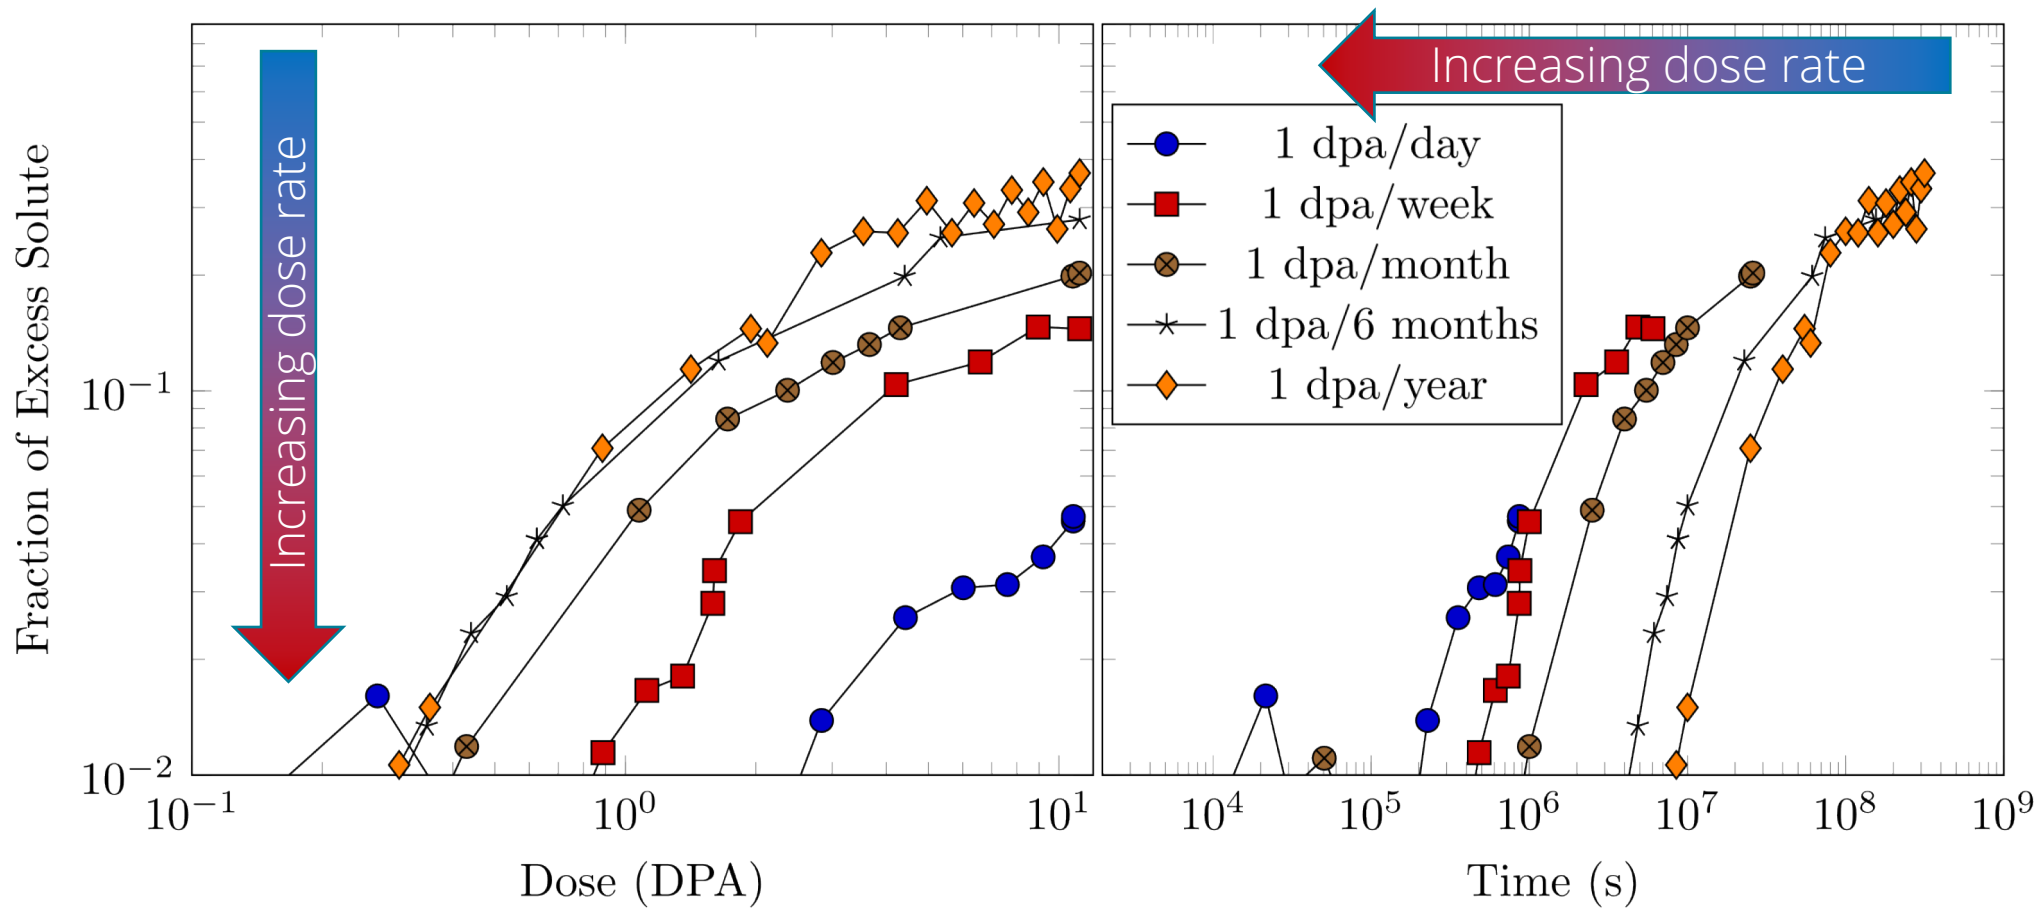 Increasing dose rate
Increasing dose rate
1 dpa/day
1 dpa/week
1 dpa/month
1 dpa/6 months
1 dpa/year
Fraction of Excess Solute
10⁻¹
10⁻²
10⁻¹ 10⁰ 10¹ 10⁴ 10⁵ 10⁶ 10⁷ 10⁸ 10⁹
Dose (DPA) Time (s)